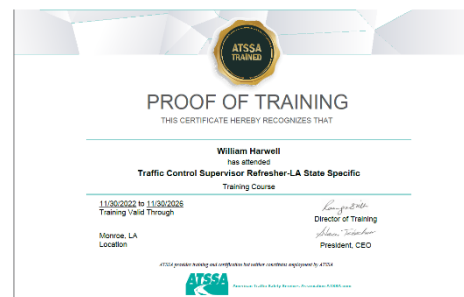 ATSSA
TRAINED
PROOF OF TRAINING
THIS CERTIFICATE HEREBY RECOGNIZES THAT
William Harwell
has attended
Traffic Control Supervisor Refresher-LA State Specific
Training Course
11/30/2022 to 11/30/2026
Training Valid Through
Director of Training
Monroe, LA
Location
President, CEO
ATSSA provides training and certification but neither constitutes employment by ATSSA
ATSSA